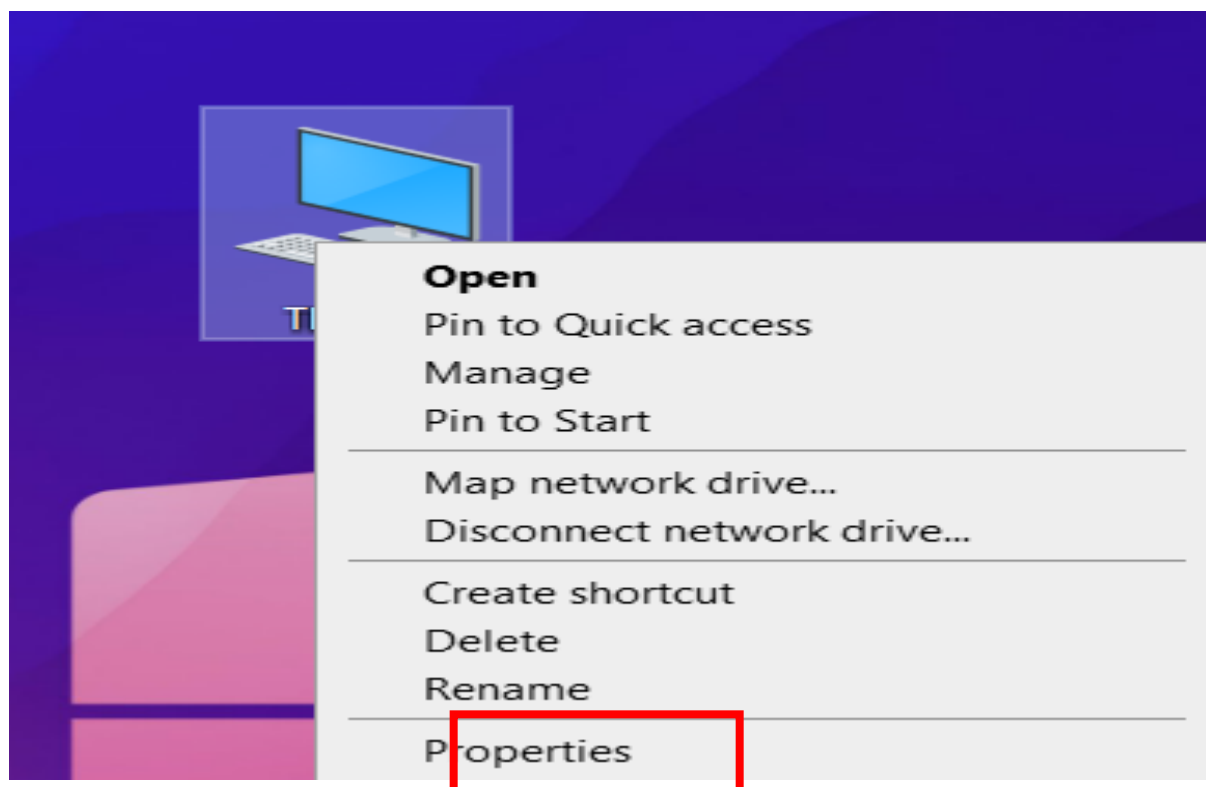 Open
Pin to Quick access
Manage
Pin to Start
Map network drive...
Disconnect network drive...
Create shortcut
Delete
Rename
Properties